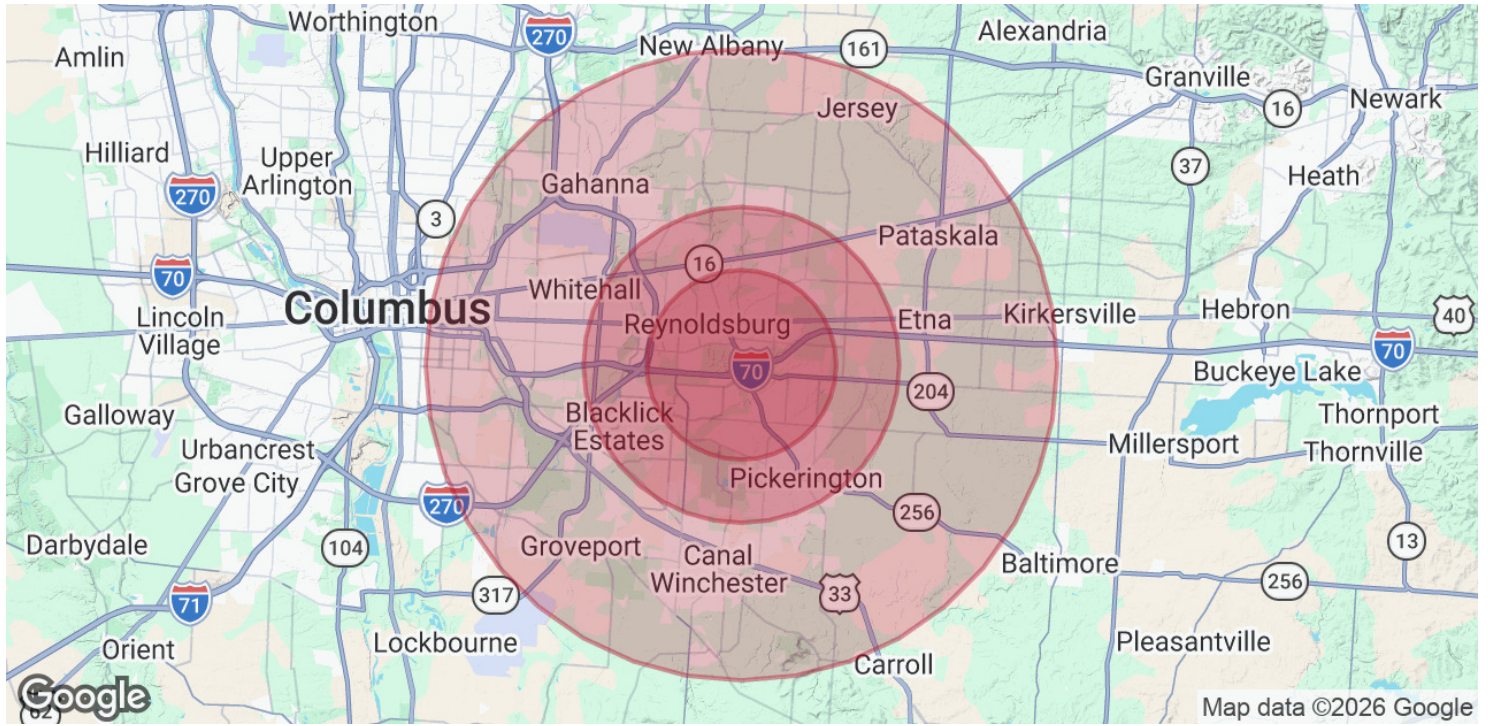 Worthington
270
New Albany
161
Alexandria
Amlin
Granville
16
Newark
Jersey
Hilliard
Upper
Arlington
270
Gahanna
37
Heath
3
Pataskala
16
70
Whitehall
Columbus
Reynoldsburg
Etna
Kirkersville
Hebron
40
Lincoln
Village
70
70
Buckeye Lake
204
Galloway
Blacklick
Estates
Thornport
Millersport
Thornville
Urbancrest
Grove City
Pickerington
270
256
Darbydale
104
Groveport
Canal
Winchester
Baltimore
13
256
71
317
33
Orient
Lockbourne
Carroll
Pleasantville
Google
62
Map data ©2026 Google